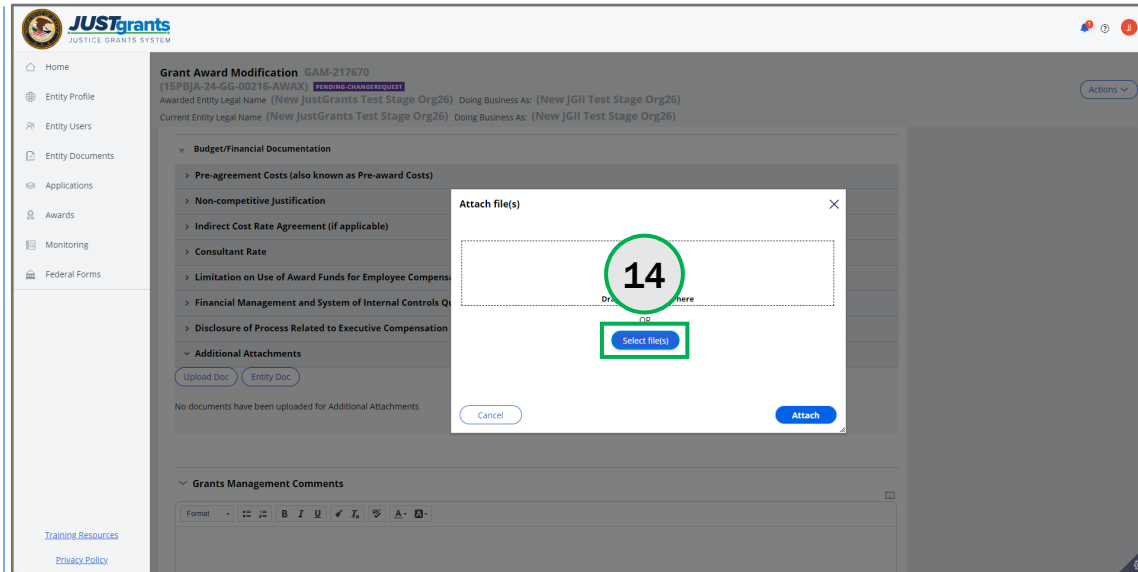 JUSTgrants
JUSTICE GRANTS SYSTEM
1
?
JJ
Home
Entity Profile
Entity Users
Entity Documents
Applications
Awards
Monitoring
Federal Forms
Training Resources
Privacy Policy
Grant Award Modification GAM-217670
(15PBJA-24-GG-00216-AWAX) PENDING-CHANGEREQUEST
Awarded Entity Legal Name (New JustGrants Test Stage Org26) Doing Business As: (New JGII Test Stage Org26)
Current Entity Legal Name (New JustGrants Test Stage Org26) Doing Business As: (New JGII Test Stage Org26)
Actions
Budget/Financial Documentation
Pre-agreement Costs (also known as Pre-award Costs)
Non-competitive Justification
Indirect Cost Rate Agreement (if applicable)
Consultant Rate
Limitation on Use of Award Funds for Employee
Financial Management and System of Internal Controls
Disclosure of Process Related to Executive Compensation
Additional Attachments
Upload Doc Entity Doc
No documents have been uploaded for Additional Attachments
Attach file(s)
14
here
OR
Select file(s)
Cancel Attach
Grants Management Comments
Format B I U Tx A A